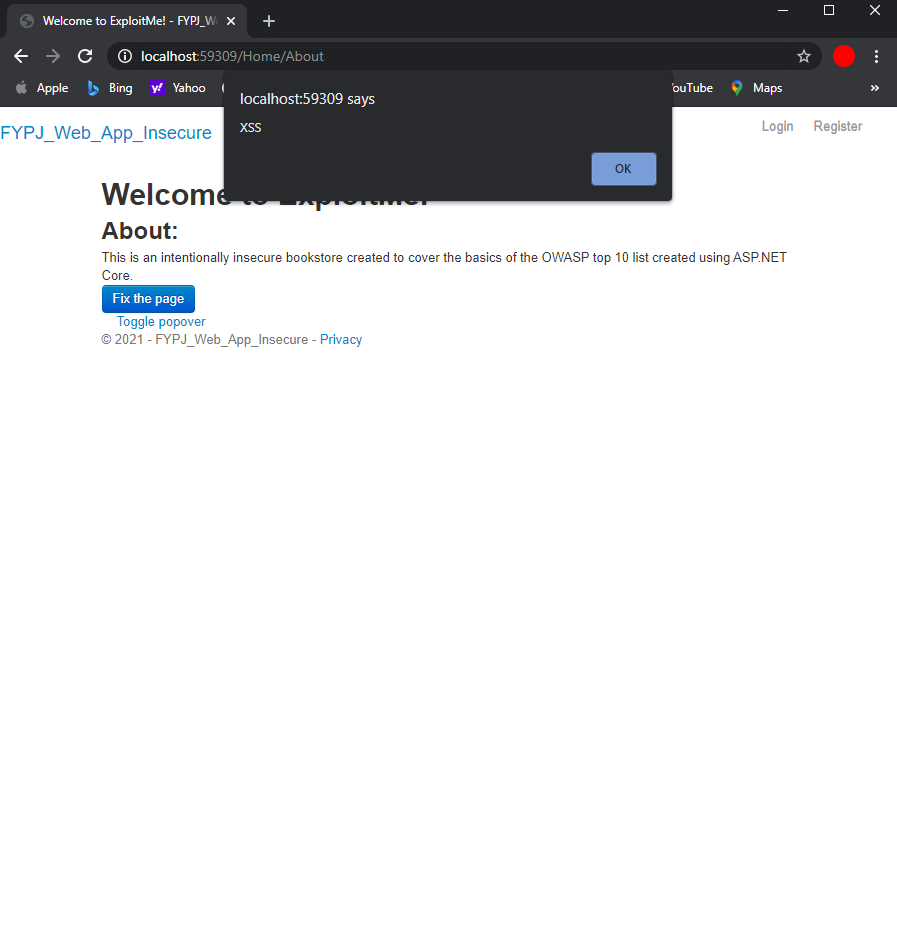 Welcome to ExploitMe! - FYPJ_W
localhost:59309/Home/About
Apple Bing Yahoo Maps »
localhost:59309 says
XSS
OK
FYPJ_Web_App_Insecure Login Register
Welcome to ExploitMe!
About:
This is an intentionally insecure bookstore created to cover the basics of the OWASP top 10 list created using ASP.NET
Core.
Fix the page
Toggle popover
© 2021 - FYPJ_Web_App_Insecure - Privacy